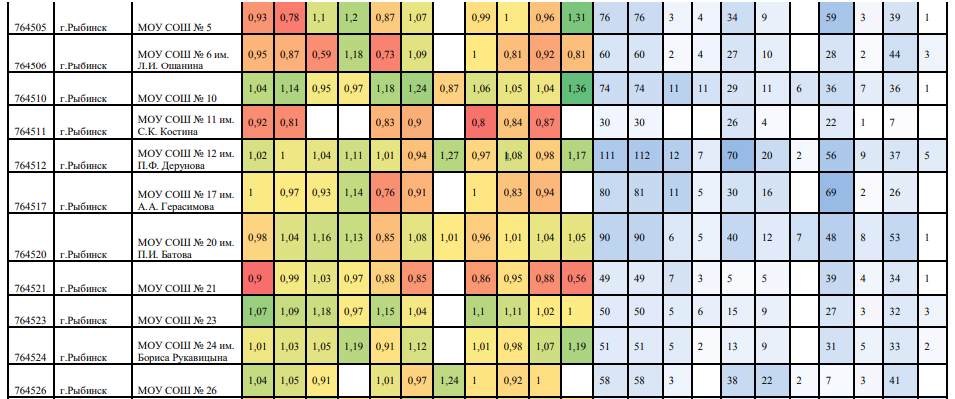 764505 г.Рыбинск МОУ СОШ № 5 0,93 0,78 1,1 1,2 0,87 1,07 0,99 1 0,96 1,31 76 76 3 4 34 9 59 3 39 1
764506 г.Рыбинск МОУ СОШ № 6 им.
Л.И. Ошанина 0,95 0,87 0,59 1,18 0,73 1,09 1 0,81 0,92 0,81 60 60 2 4 27 10 28 2 44 3
764510 г.Рыбинск МОУ СОШ № 10 1,04 1,14 0,95 0,97 1,18 1,24 0,87 1,06 1,05 1,04 1,36 74 74 11 11 29 11 6 36 7 36 1
764511 г.Рыбинск МОУ СОШ № 11 им.
С.К. Костина 0,92 0,81 0,83 0,9 0,8 0,84 0,87 30 30 26 4 22 1 7
764512 г.Рыбинск МОУ СОШ № 12 им.
П.Ф. Дерунова 1,02 1 1,04 1,11 1,01 0,94 1,27 0,97 1,08 0,98 1,17 111 112 12 7 70 20 2 56 9 37 5
764517 г.Рыбинск МОУ СОШ № 17 им.
А.А. Герасимова 1 0,97 0,93 1,14 0,76 0,91 1 0,83 0,94 80 81 11 5 30 16 69 2 26
764520 г.Рыбинск МОУ СОШ № 20 им.
П.И. Батова 0,98 1,04 1,16 1,13 0,85 1,08 1,01 0,96 1,01 1,04 1,05 90 90 6 5 40 12 7 48 8 53 1
764521 г.Рыбинск МОУ СОШ № 21 0,9 0,99 1,03 0,97 0,88 0,85 0,86 0,95 0,88 0,56 49 49 7 3 5 5 39 4 34 1
764523 г.Рыбинск МОУ СОШ № 23 1,07 1,09 1,18 0,97 1,15 1,04 1,1 1,11 1,02 1 50 50 5 6 15 9 27 3 32 3
764524 г.Рыбинск МОУ СОШ № 24 им.
Бориса Рукавицына 1,01 1,03 1,05 1,19 0,91 1,12 1,01 0,98 1,07 1,19 51 51 5 2 13 9 31 5 33 2
764526 г.Рыбинск МОУ СОШ № 26 1,04 1,05 0,91 1,01 0,97 1,24 1 0,92 1 58 58 3 38 22 2 7 3 41